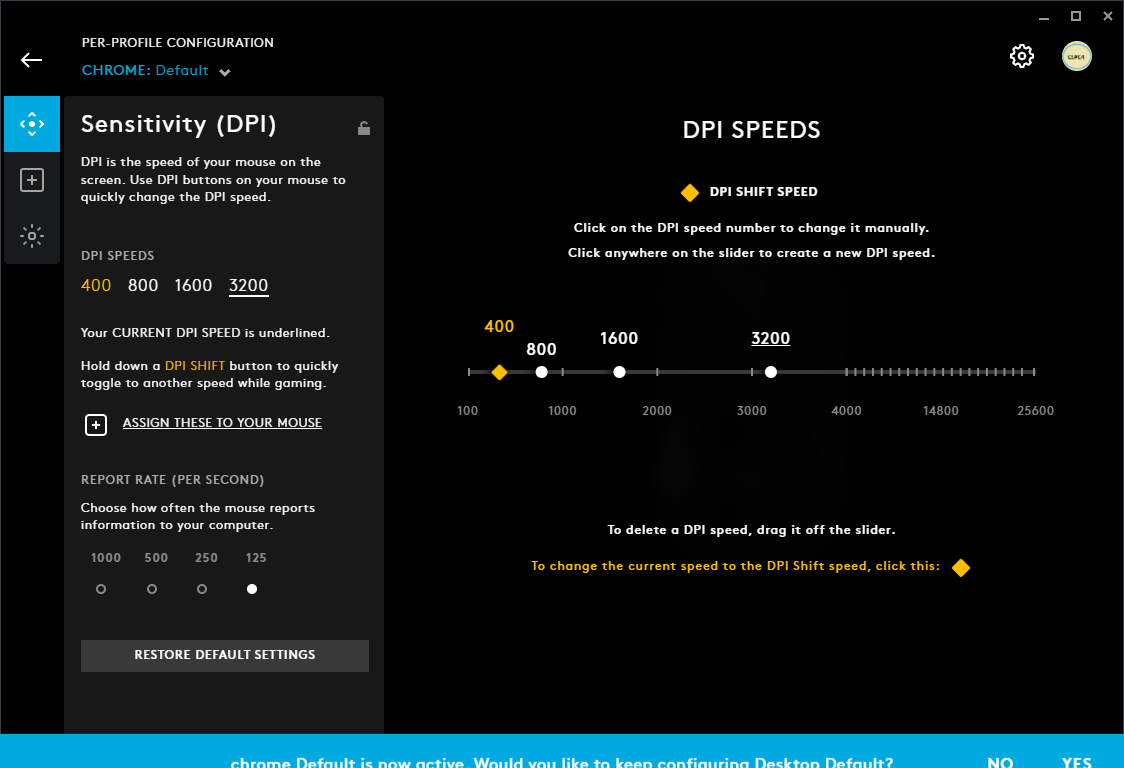 PER-PROFILE CONFIGURATION
CHROME: Default
Sensitivity (DPI)
DPI is the speed of your mouse on the
screen. Use DPI buttons on your mouse to
quickly change the DPI speed.
DPI SPEEDS
400 800 1600 3200
Your CURRENT DPI SPEED is underlined.
Hold down a DPI SHIFT button to quickly
toggle to another speed while gaming.
ASSIGN THESE TO YOUR MOUSE
REPORT RATE (PER SECOND)
Choose how often the mouse reports
information to your computer.
1000 500 250 125
RESTORE DEFAULT SETTINGS
DPI SPEEDS
DPI SHIFT SPEED
Click on the DPI speed number to change it manually.
Click anywhere on the slider to create a new DPI speed.
400
800
1600
3200
100 1000 2000 3000 4000 14800 25600
To delete a DPI speed, drag it off the slider.
To change the current speed to the DPI Shift speed, click this:
chrome Default is now active. Would you like to keep configuring Desktop Default? NO YES